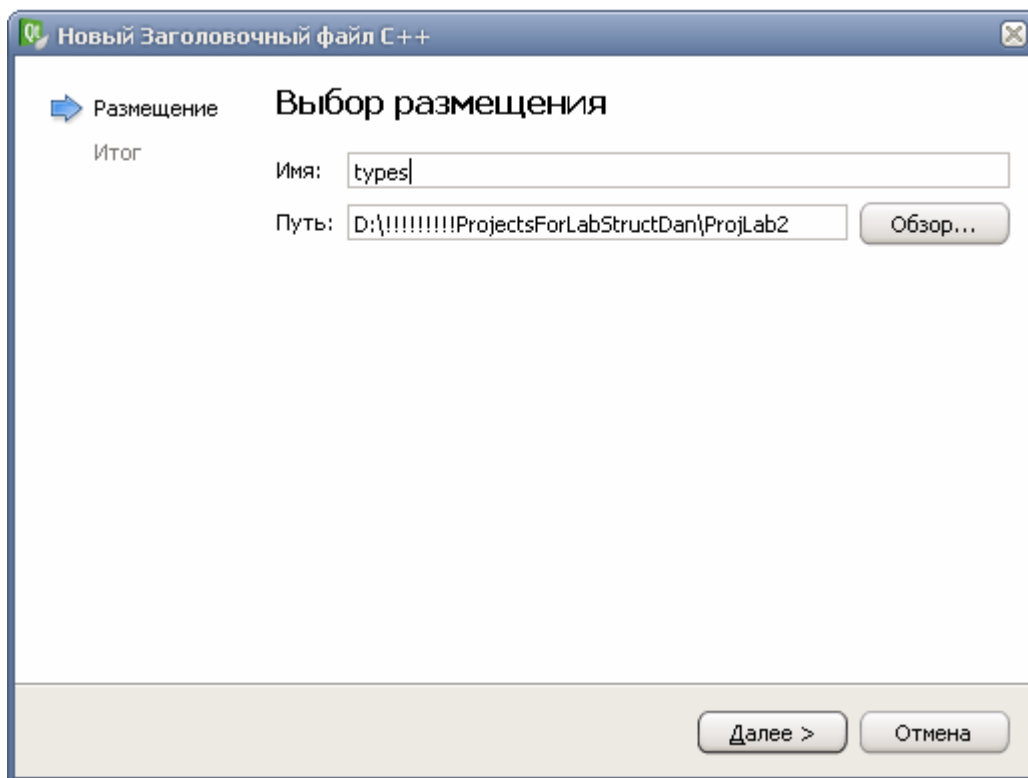 Новый Заголовочный файл C++
Размещение
Итог
Выбор размещения
Имя: types
Путь: D:\!!!!!!!!!ProjectsForLabStructDan\ProjLab2 Обзор...
Далее > Отмена